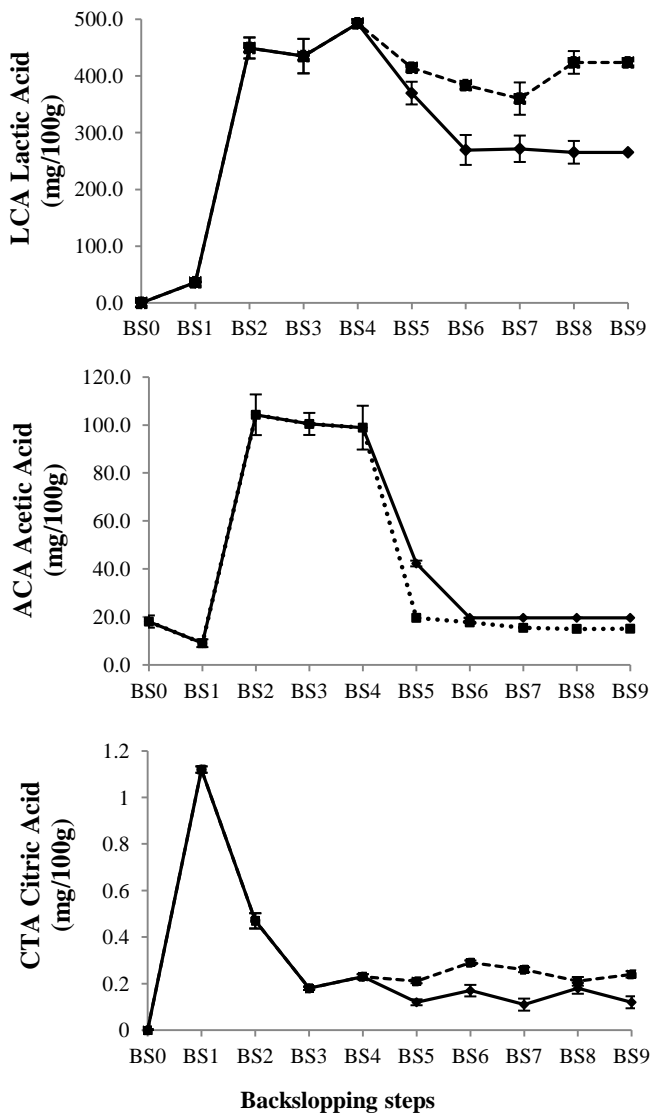 LCA Lactic Acid
(mg/100g)
500.0
400.0
300.0
200.0
100.0
0.0
BS0 BS1 BS2 BS3 BS4 BS5 BS6 BS7 BS8 BS9
ACA Acetic Acid
(mg/100g)
120.0
100.0
80.0
60.0
40.0
20.0
0.0
BS0 BS1 BS2 BS3 BS4 BS5 BS6 BS7 BS8 BS9
CTA Citric Acid
(mg/100g)
1.2
1
0.8
0.6
0.4
0.2
0
BS0 BS1 BS2 BS3 BS4 BS5 BS6 BS7 BS8 BS9
Backslopping steps